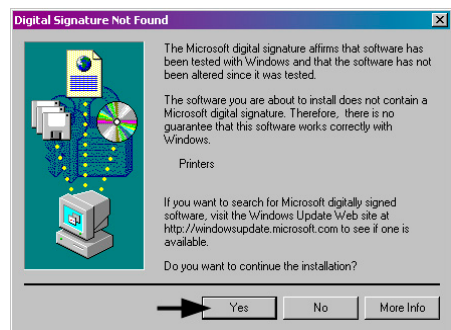 Digital Signature Not Found
The Microsoft digital signature affirms that software has
been tested with Windows and that the software has not
been altered since it was tested.
The software you are about to install does not contain a
Microsoft digital signature. Therefore, there is no
guarantee that this software works correctly with
Windows.
Printers
If you want to search for Microsoft digitally signed
software, visit the Windows Update Web site at
http://windowsupdate.microsoft.com to see if one is
available.
Do you want to continue the installation?
Yes No More Info